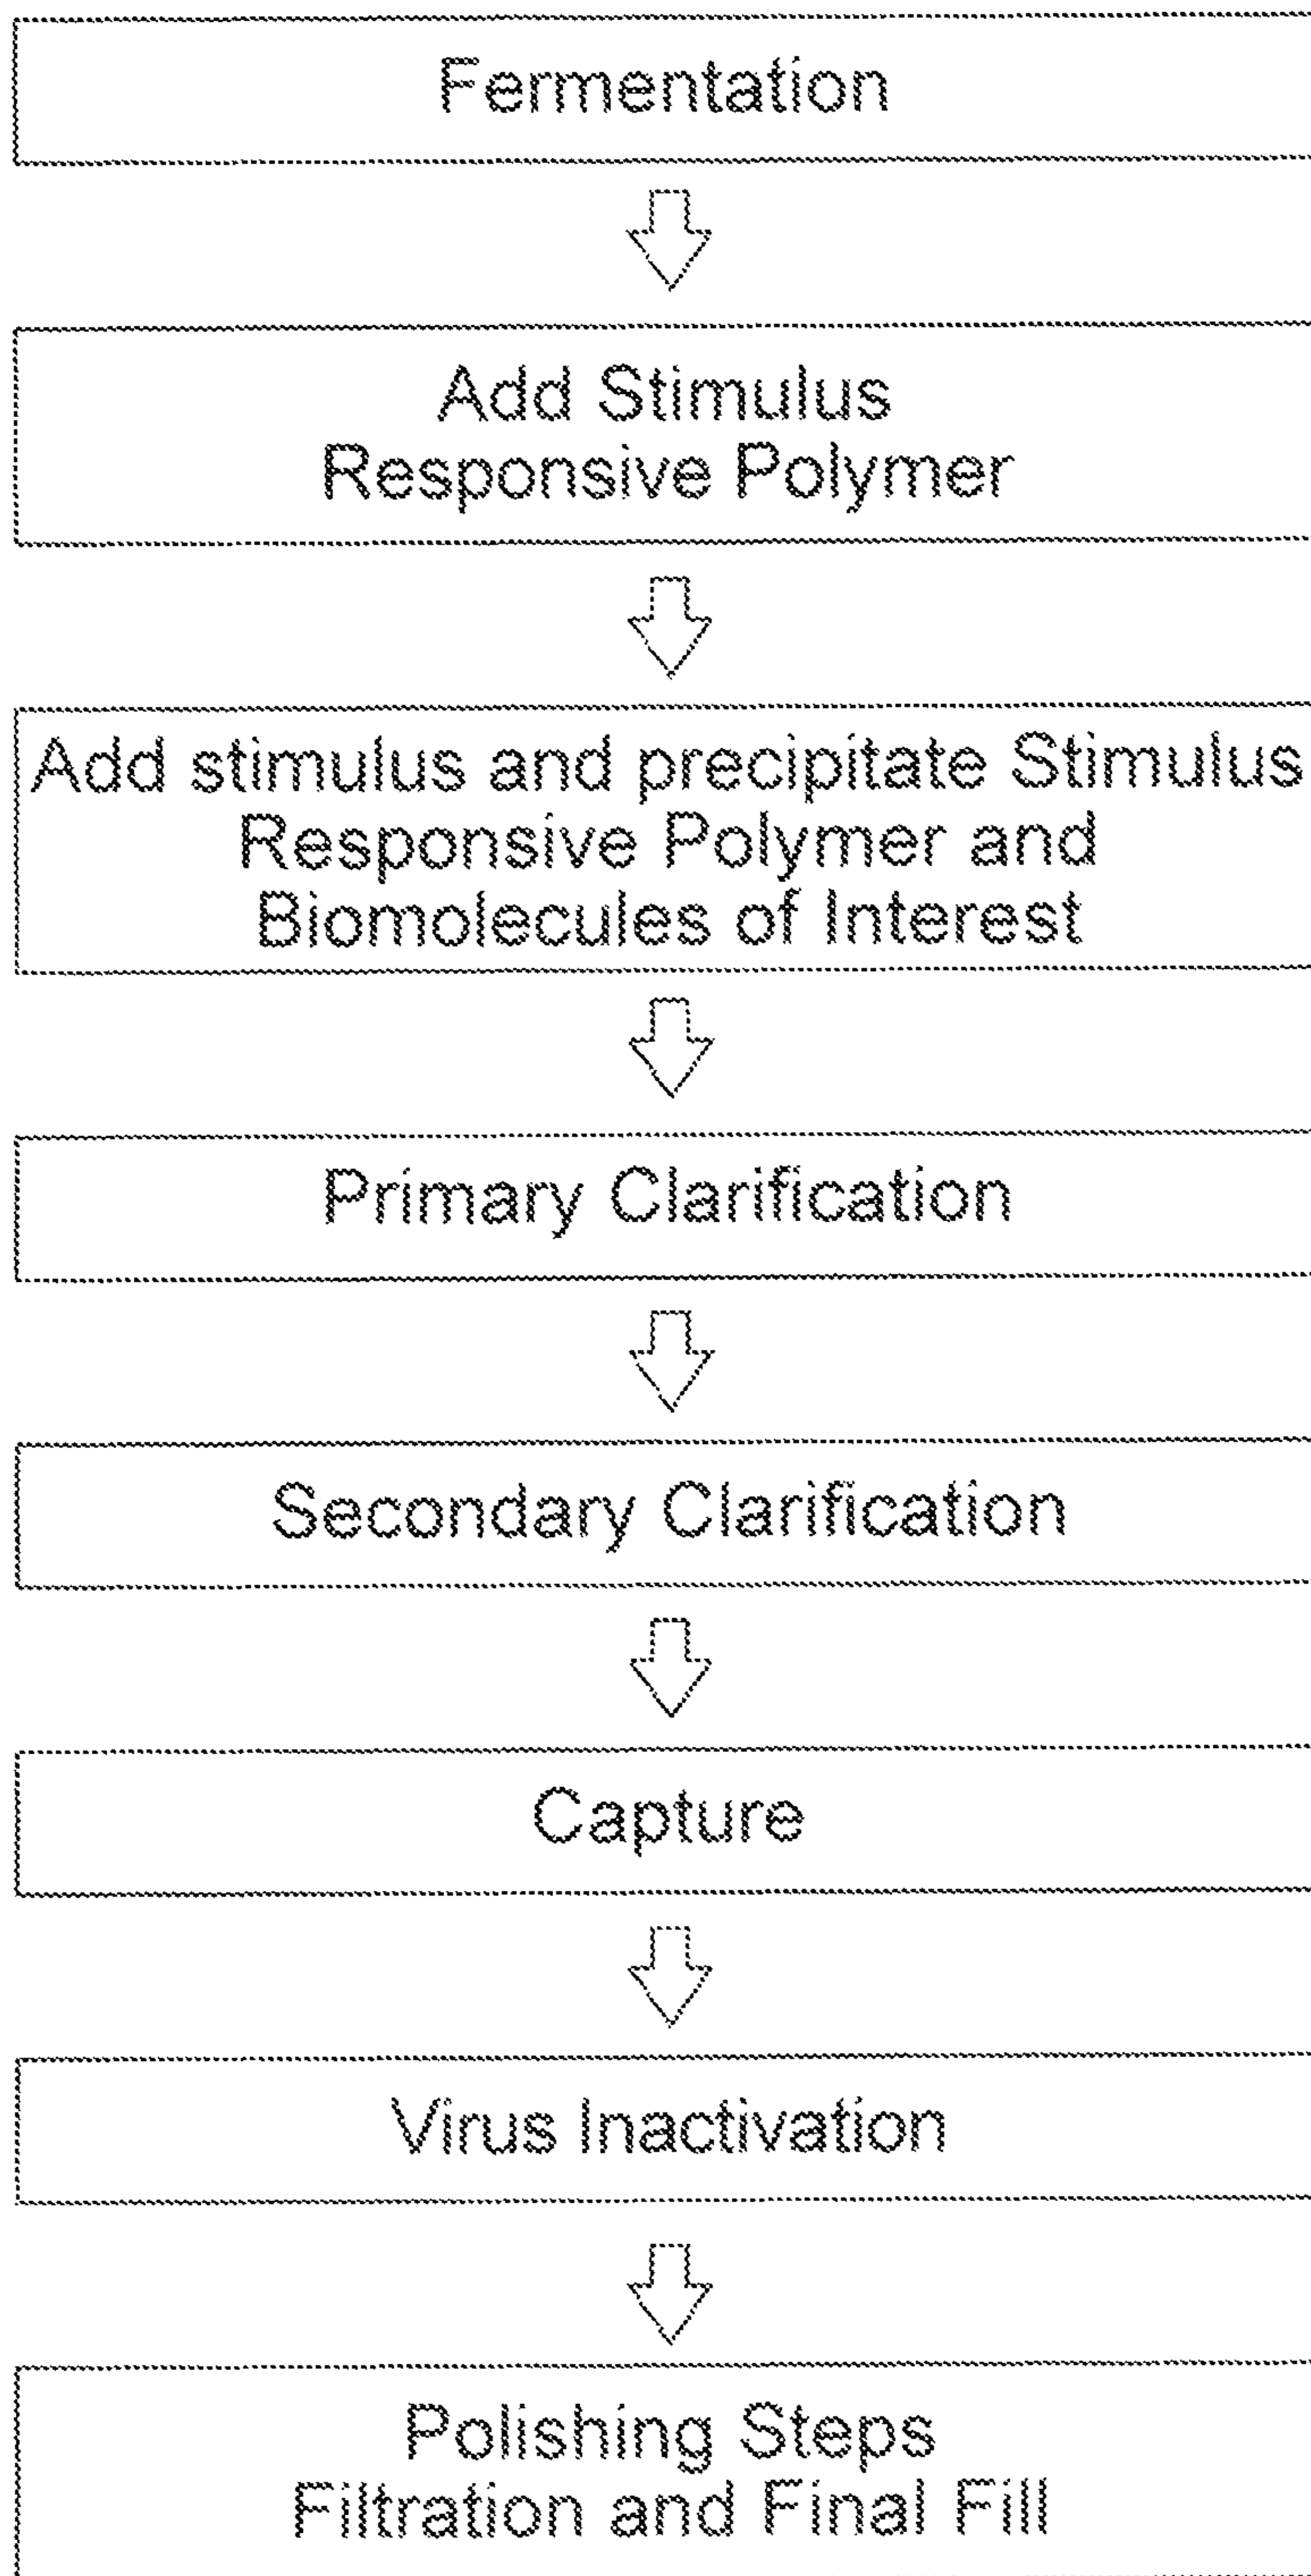 Fermentation
Add Stimulus
Responsive Polymer
Add stimulus and precipitate Stimulus
Responsive Polymer and
Biomolecules of Interest
Primary Clarification
Secondary Clarification
Capture
Virus Inactivation
Polishing Steps
Filtration and Final Fill